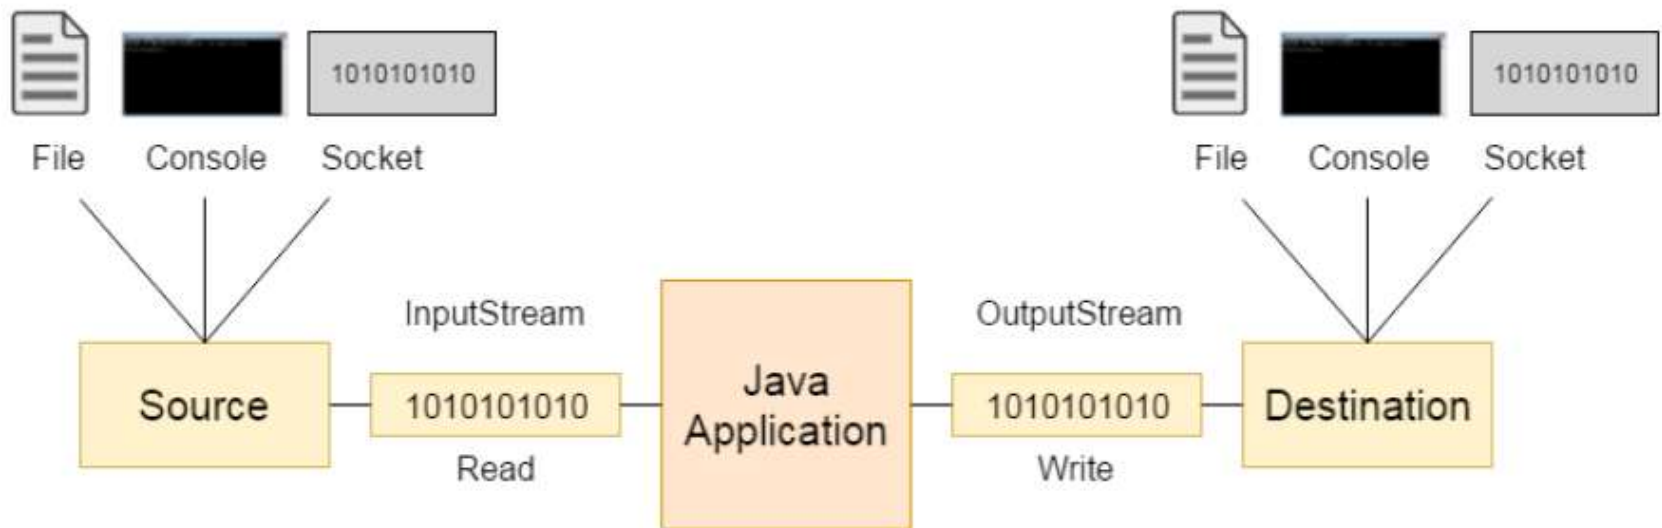 1010101010
1010101010
File Console Socket
File Console Socket
InputStream
OutputStream
Source
1010101010
Java
Application
1010101010
Destination
Read
Write